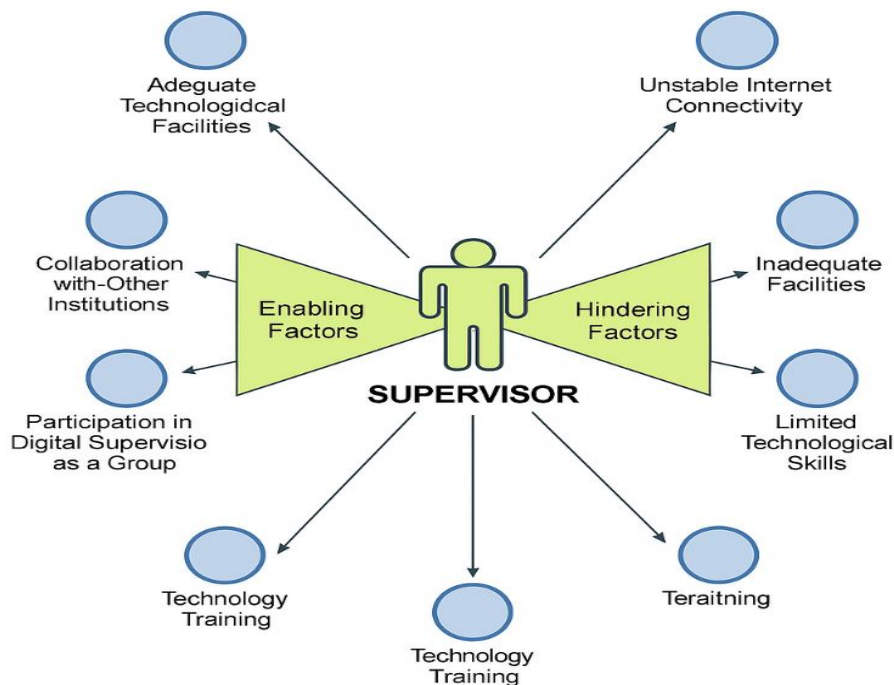 Adeguate
Technologidcal
Facilities
Unstable Internet
Connectivity
Collaboration
with-Other
Institutions
Enabling
Factors
Hindering
Factors
Inadequate
Facilities
SUPERVISOR
Participation in
Digital Supervisio
as a Group
Limited
Technological
Skills
Technology
Training
Technology
Training
Teraitning